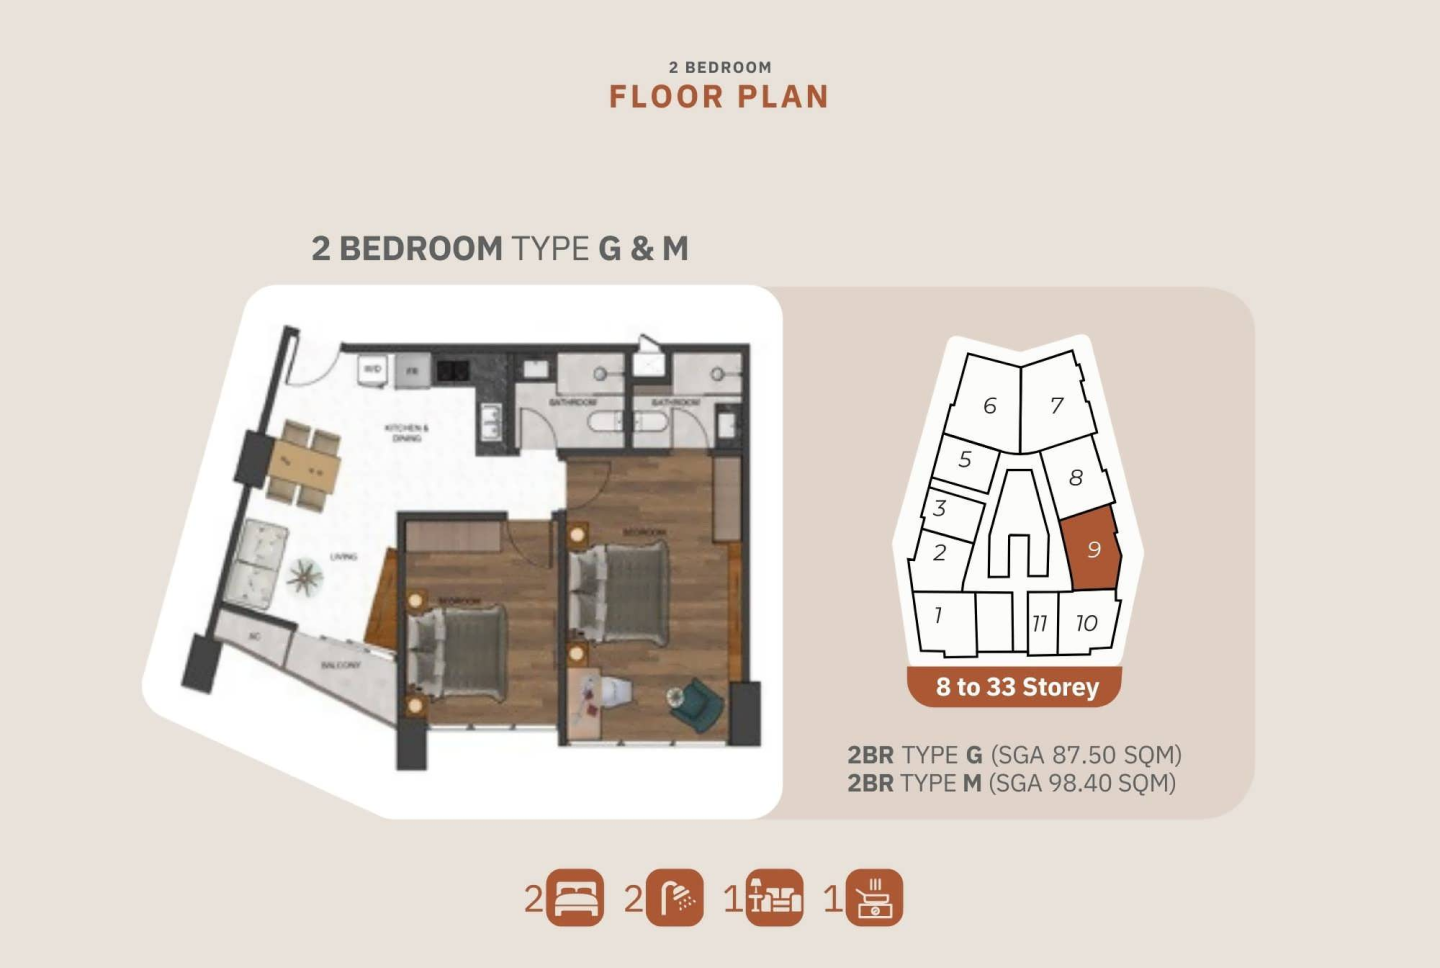 2 BEDROOM
FLOOR PLAN
2 BEDROOM TYPE G & M
W/D
FR
BATHROOM
BATHROOM
KITCHEN &
DINING
BEDROOM
LIVING
BEDROOM
AC
BALCONY
6
7
5
8
3
9
2
1
11
10
8 to 33 Storey
2BR TYPE G (SGA 87.50 SQM)
2BR TYPE M (SGA 98.40 SQM)
2
2
1
1